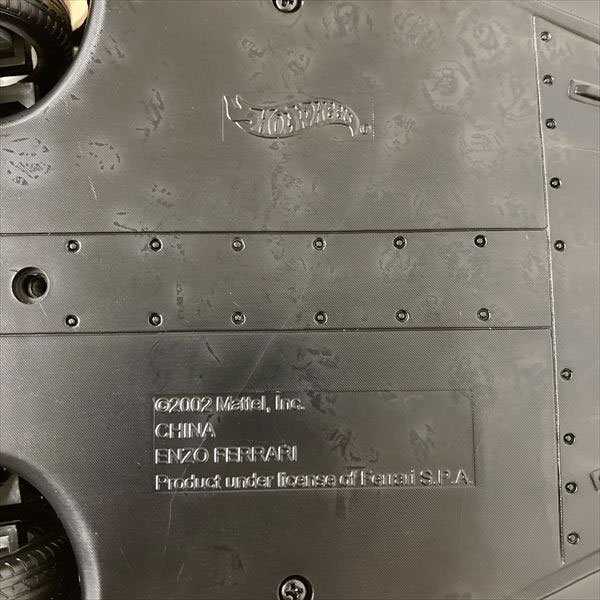 HOT WHEELS
©2002 Mattel, Inc.
CHINA
ENZO FERRARI
Product under license of Ferrari S.P.A.